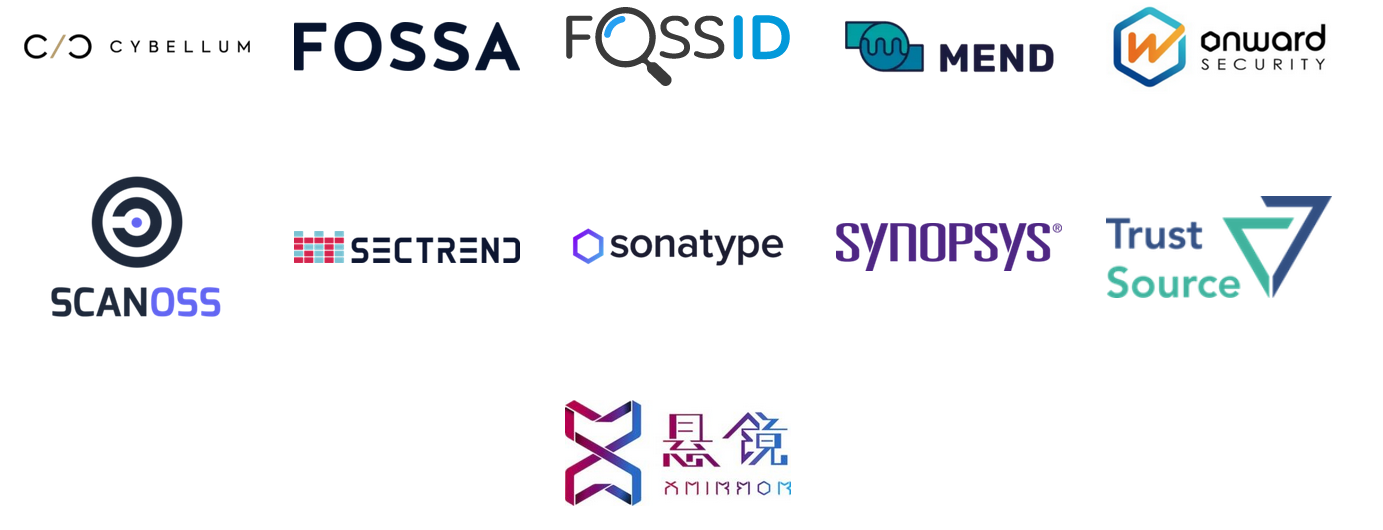 C/C CYBELLUM
FOSSA
FOSSID
MEND
onward
SECURITY
SCANOSS
SECTREND
sonatype
SYNOPSYS®
Trust
Source
悬镜
XMIRROR